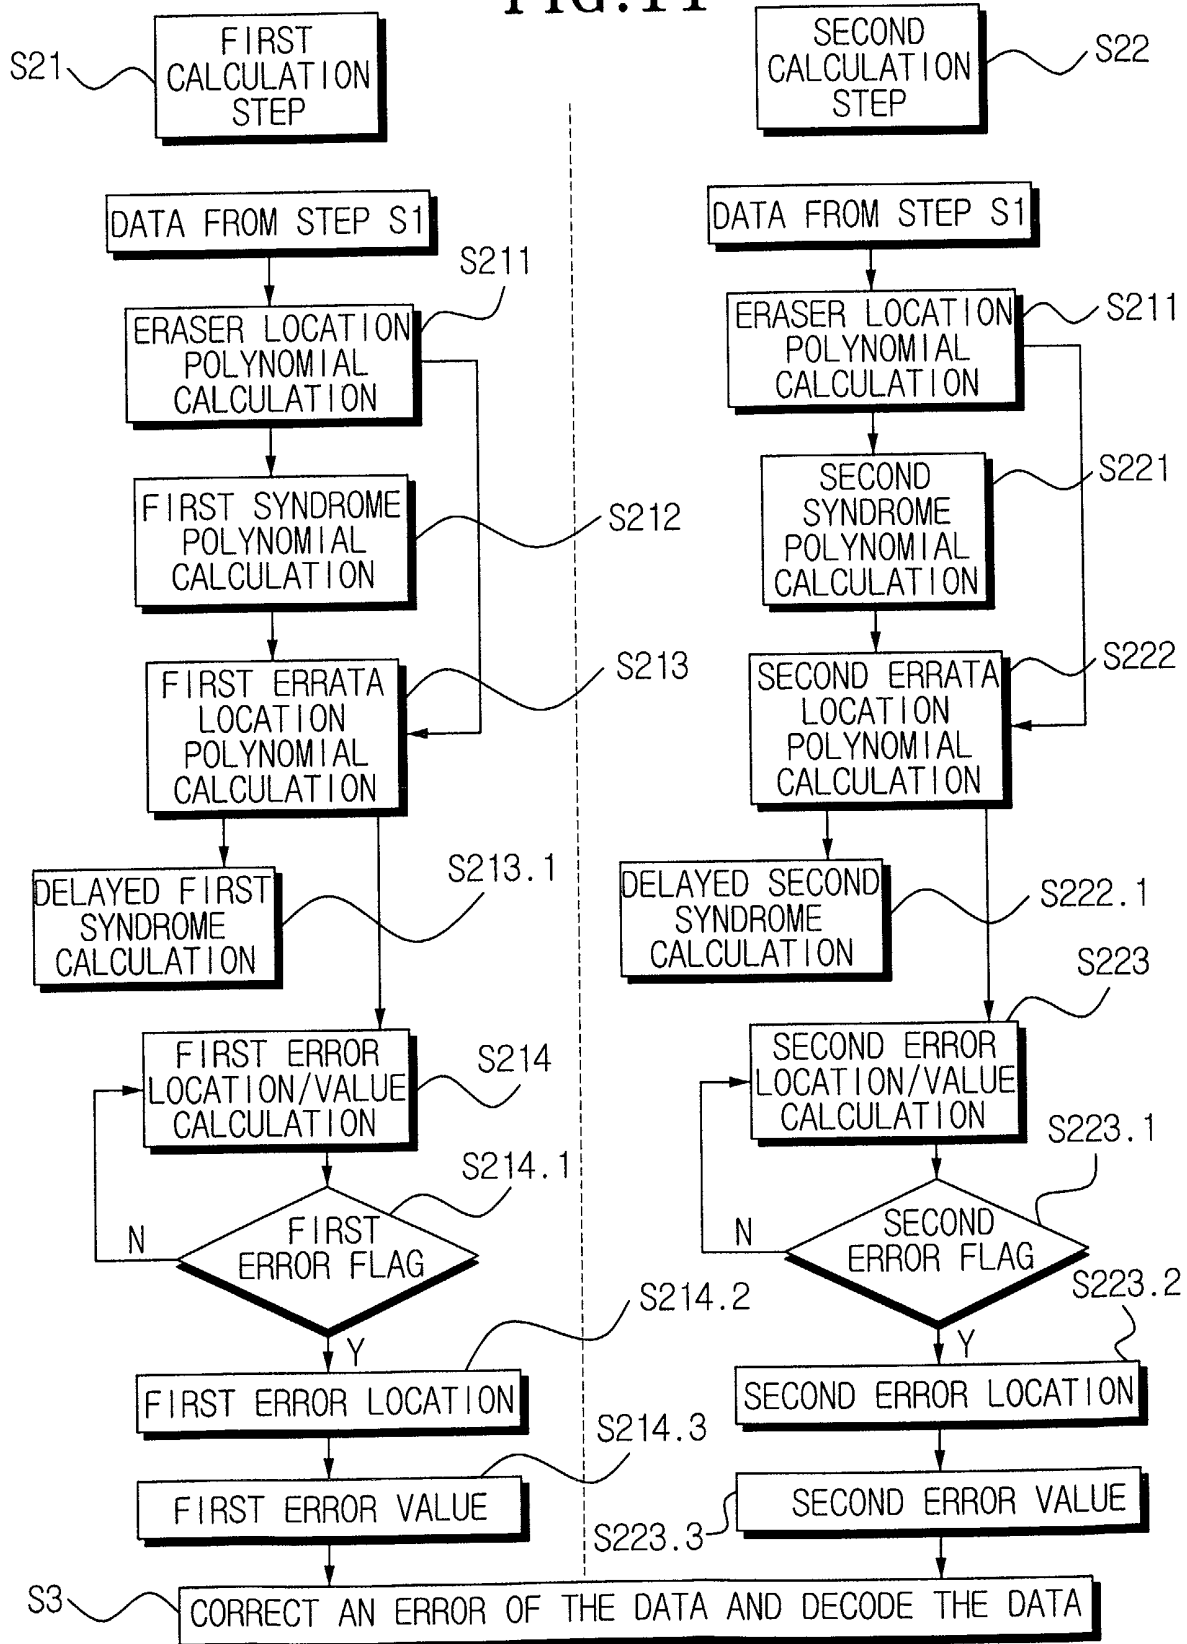 FIG.11
FIRST
CALCULATION
STEP
S21
SECOND
CALCULATION
STEP
S22
DATA FROM STEP S1
S211
ERASER LOCATION
POLYNOMIAL
CALCULATION
FIRST SYNDROME
POLYNOMIAL
CALCULATION
S212
FIRST ERRATA
LOCATION
POLYNOMIAL
CALCULATION
S213
DELAYED FIRST
SYNDROME
CALCULATION
S213.1
FIRST ERROR
LOCATION/VALUE
CALCULATION
S214
S214.1
FIRST
ERROR FLAG
N
Y
S214.2
FIRST ERROR LOCATION
S214.3
FIRST ERROR VALUE
DATA FROM STEP S1
ERASER LOCATION
POLYNOMIAL
CALCULATION
S211
SECOND
SYNDROME
POLYNOMIAL
CALCULATION
S221
SECOND ERRATA
LOCATION
POLYNOMIAL
CALCULATION
S222
DELAYED SECOND
SYNDROME
CALCULATION
S222.1
S223
SECOND ERROR
LOCATION/VALUE
CALCULATION
S223.1
SECOND
ERROR FLAG
N
Y
S223.2
SECOND ERROR LOCATION
SECOND ERROR VALUE
S223.3
S3
CORRECT AN ERROR OF THE DATA AND DECODE THE DATA